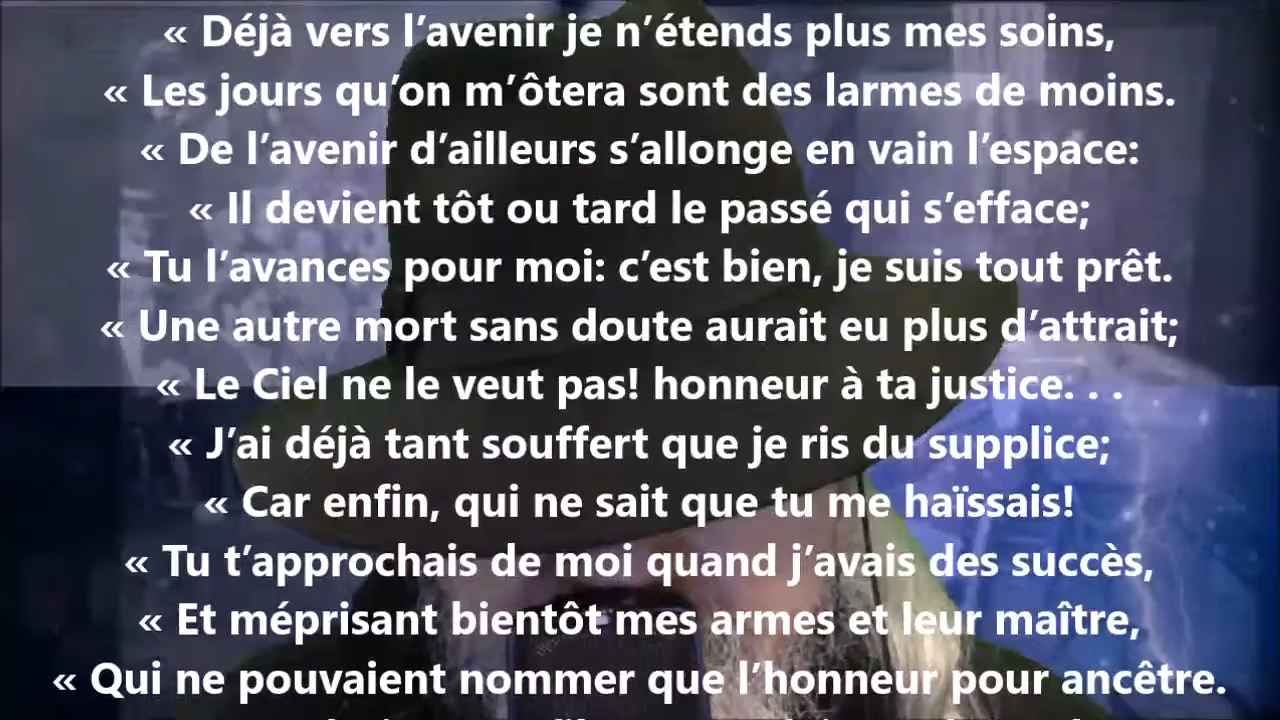 « Déjà vers l’avenir je n’étends plus mes soins,
« Les jours qu’on m’ôtera sont des larmes de moins.
« De l’avenir d’ailleurs s’allonge en vain l’espace:
« Il devient tôt ou tard le passé qui s’efface;
« Tu l’avances pour moi: c’est bien, je suis tout prêt.
« Une autre mort sans doute aurait eu plus d’attrait;
« Le Ciel ne le veut pas! honneur à ta justice. . .
« J’ai déjà tant souffert que je ris du supplice;
« Car enfin, qui ne sait que tu me haïssais!
« Tu t’approchais de moi quand j’avais des succès,
« Et méprisant bientôt mes armes et leur maître,
« Qui ne pouvaient nommer que l’honneur pour ancêtre.